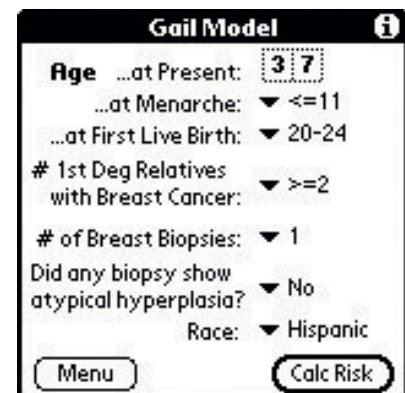 Gail Model i
Age ...at Present: 37
...at Menarche: <=11
...at First Live Birth: 20-24
# 1st Deg Relatives
with Breast Cancer: >=2
# of Breast Biopsies: 1
Did any biopsy show
atypical hyperplasia? No
Race: Hispanic
Menu Calc Risk